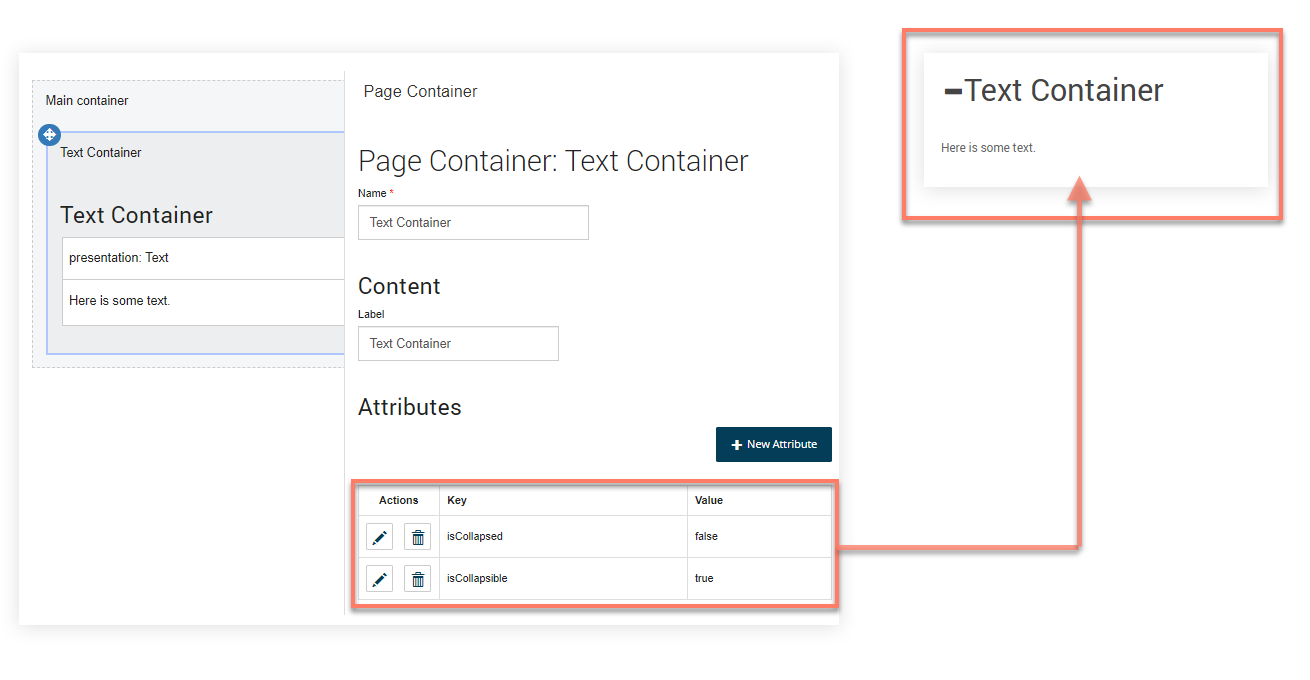 Main container
Text Container
Text Container
presentation: Text
Here is some text.
Page Container
Page Container: Text Container
Name *
Text Container
Content
Label
Text Container
Attributes
New Attribute
Actions Key Value
isCollapsed false
isCollapsible true
Text Container
Here is some text.